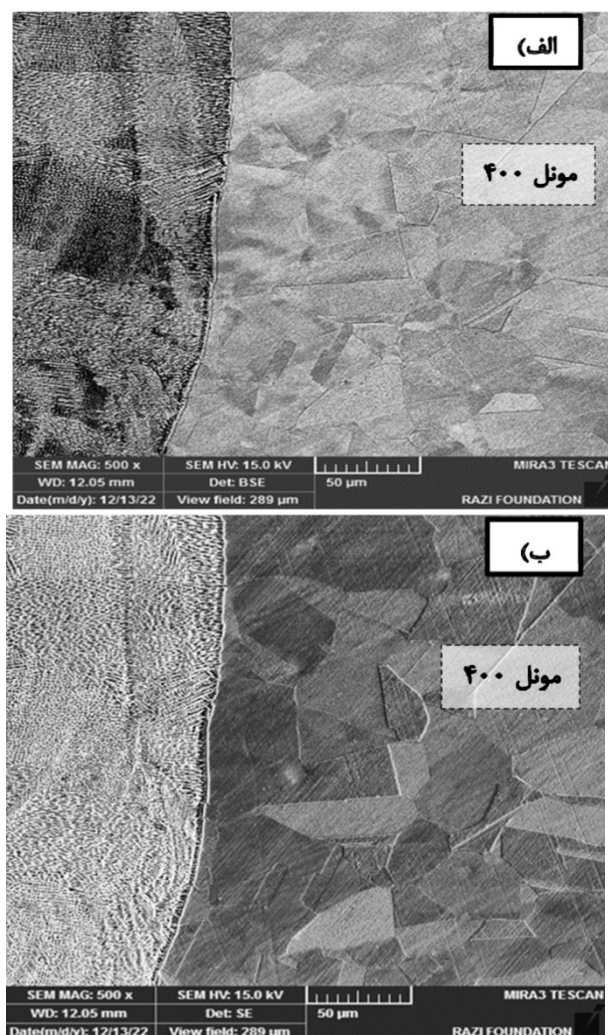 الف)
مونل ۴۰۰
SEM MAG: 500 x SEM HV: 15.0 kV MIRA3 TESCAN
WD: 12.05 mm Det: BSE 50 µm
Date(m/d/y): 12/13/22 View field: 289 µm RAZI FOUNDATION
ب)
مونل ۴۰۰
SEM MAG: 500 x SEM HV: 15.0 kV MIRA3 TESCAN
WD: 12.05 mm Det: SE 50 µm
Date(m/d/y): 12/13/22 View field: 289 µm RAZI FOUNDATION